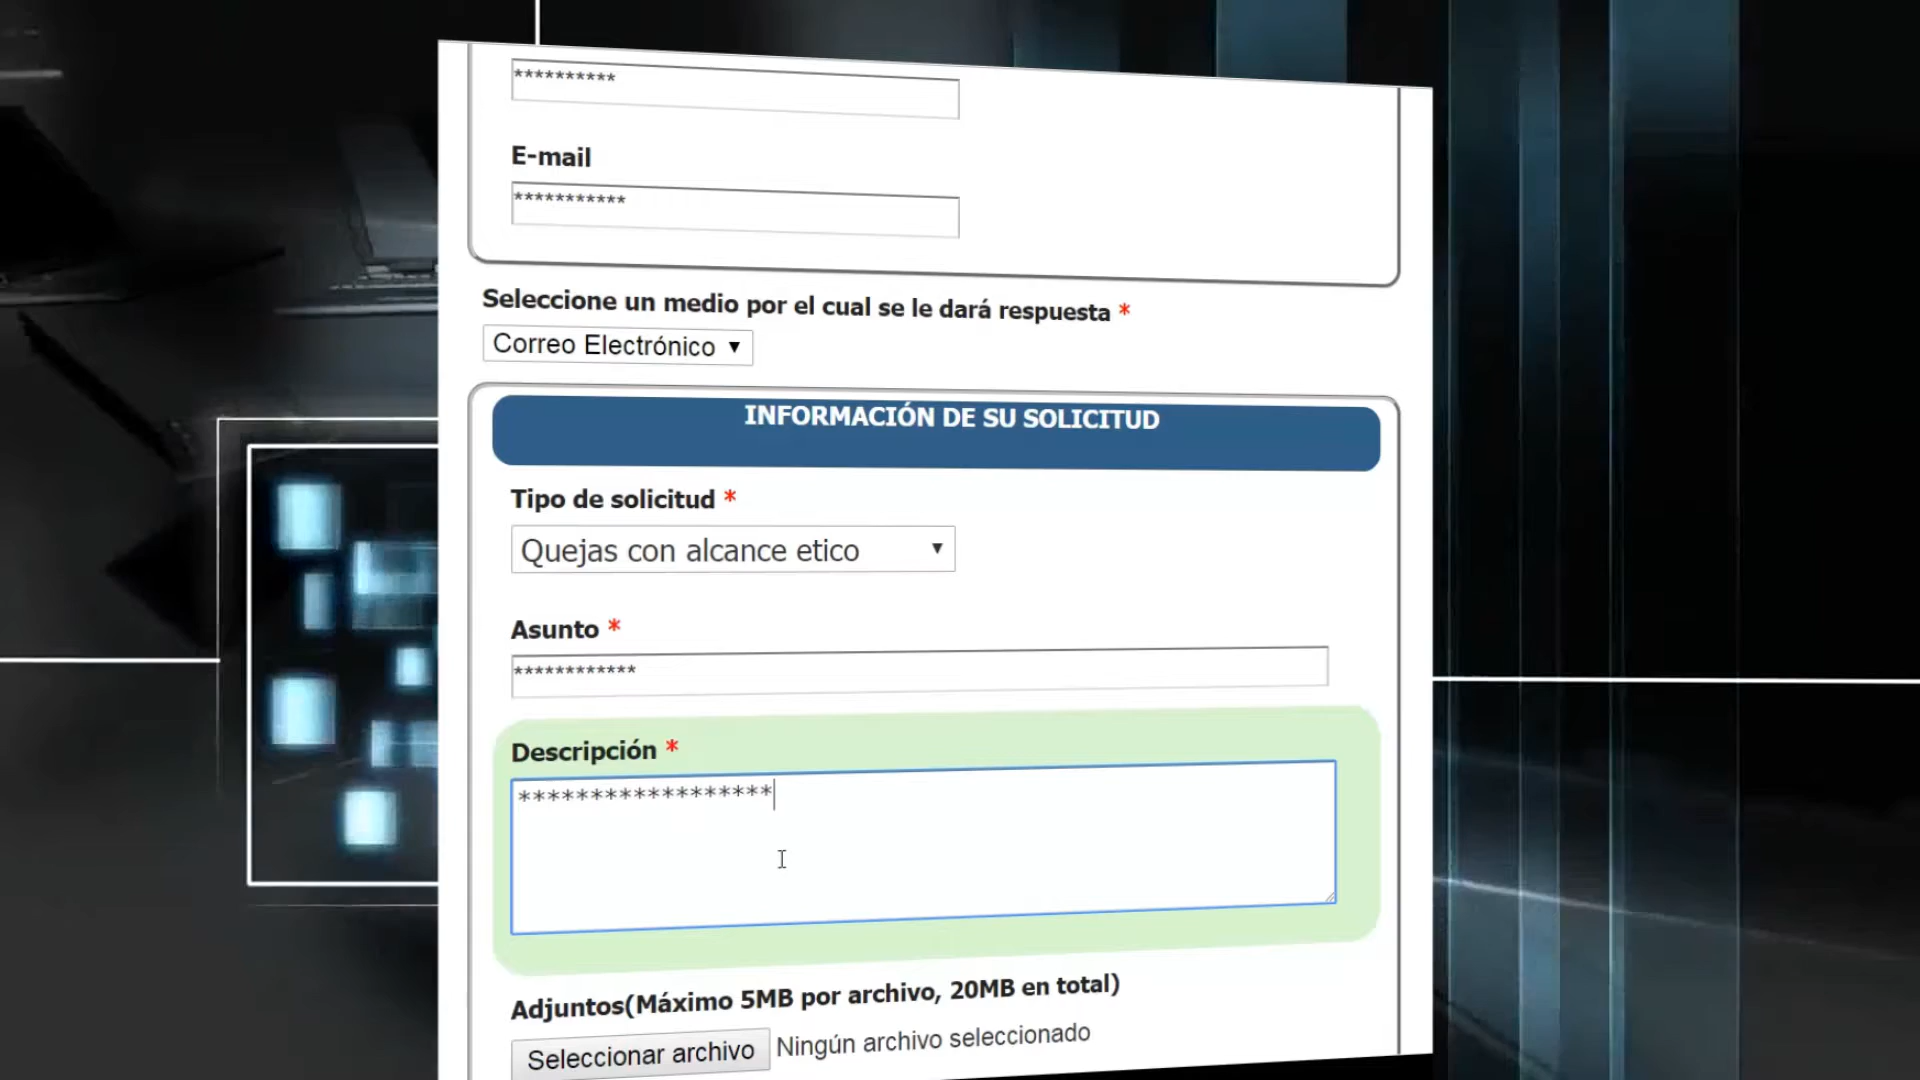 **********
E-mail
***********
Seleccione un medio por el cual se le dará respuesta *
Correo Electrónico ▼
INFORMACIÓN DE SU SOLICITUD
Tipo de solicitud *
Quejas con alcance etico ▼
Asunto *
************
Descripción *
******************
Adjuntos(Máximo 5MB por archivo, 20MB en total)
Seleccionar archivo Ningún archivo seleccionado